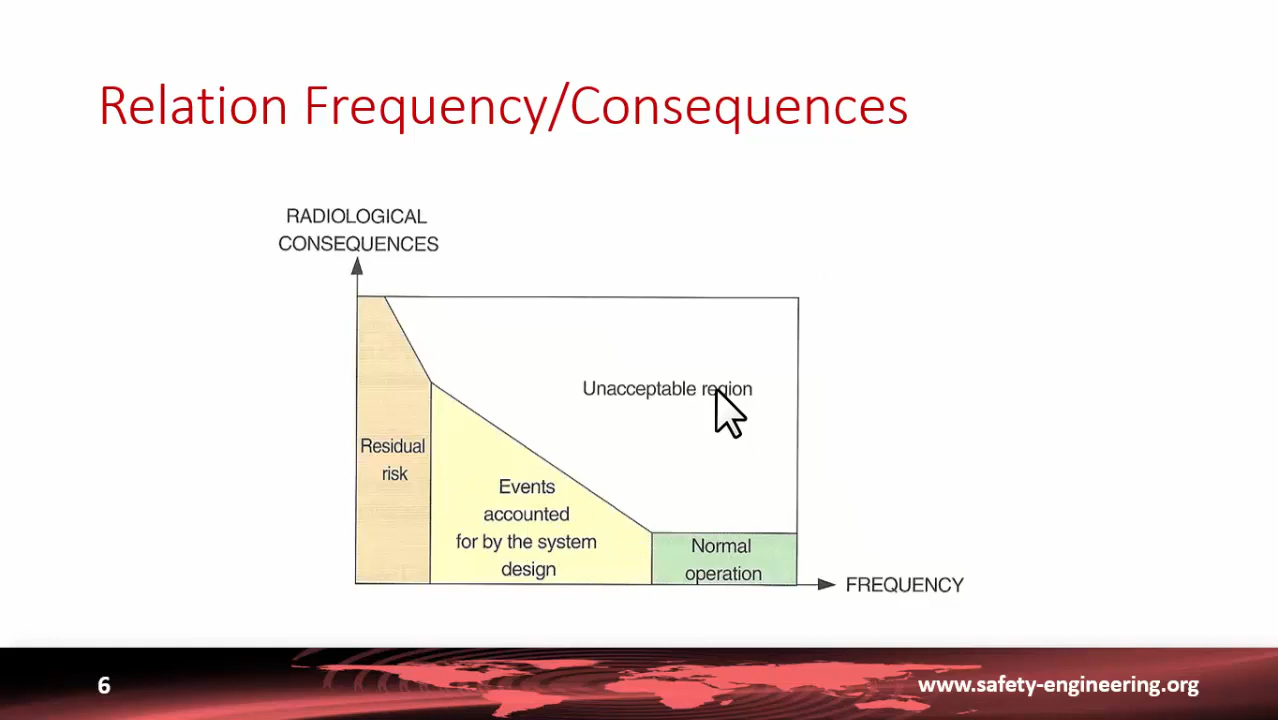 Relation Frequency/Consequences
RADIOLOGICAL
CONSEQUENCES
Unacceptable region
Residual
risk
Events
accounted
for by the system
design
Normal
operation
FREQUENCY
6
www.safety-engineering.org